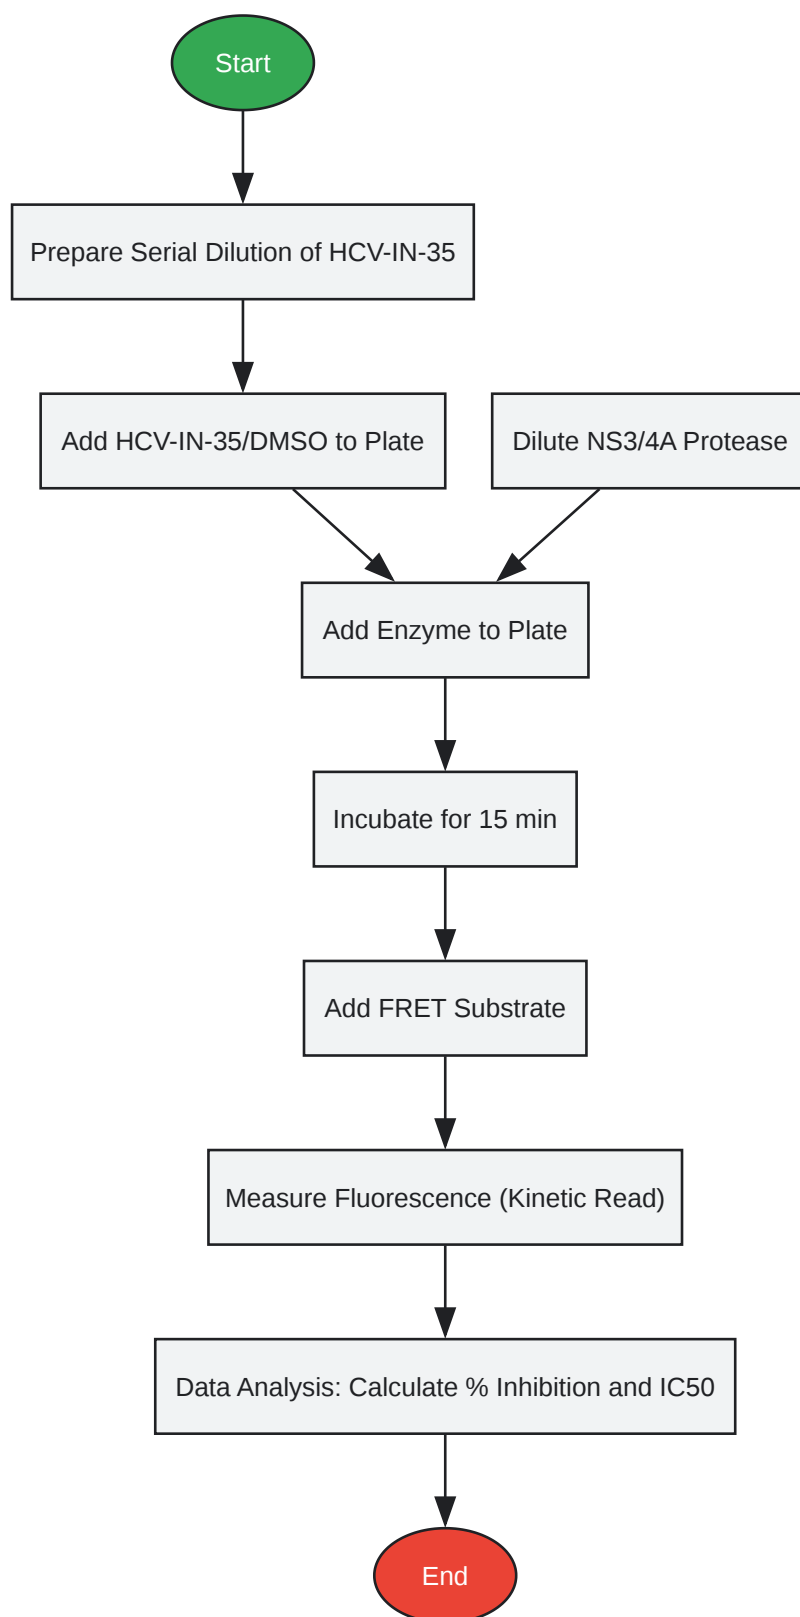 Start
Prepare Serial Dilution of HCV-IN-35
Add HCV-IN-35/DMSO to Plate
Dilute NS3/4A Protease
Add Enzyme to Plate
Incubate for 15 min
Add FRET Substrate
Measure Fluorescence (Kinetic Read)
Data Analysis: Calculate % Inhibition and IC50
End